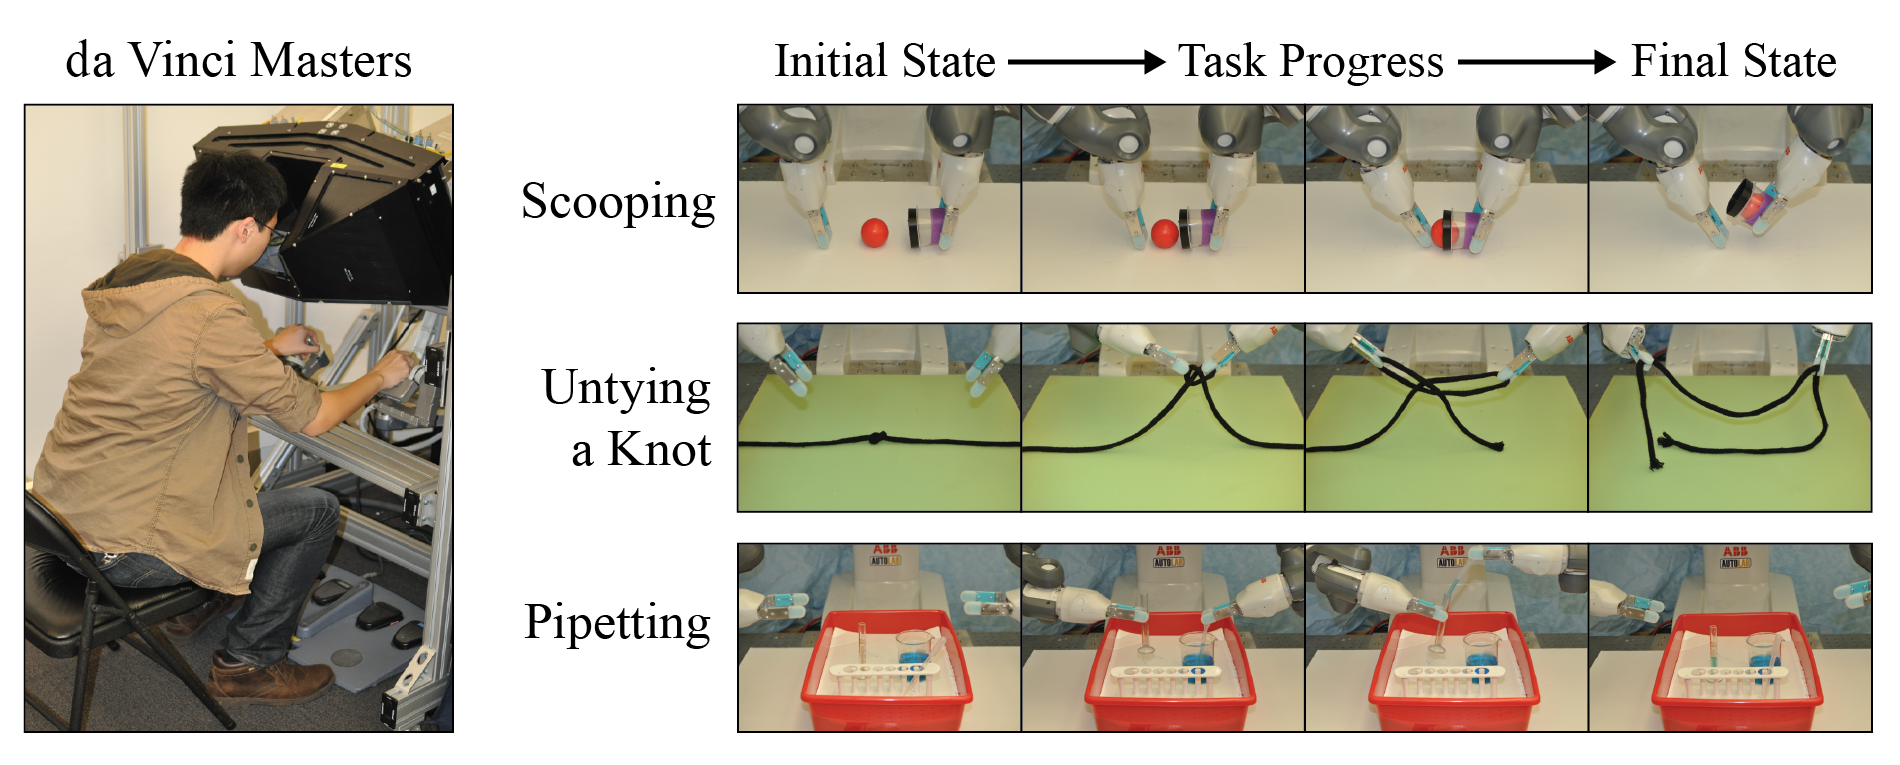 da Vinci Masters
Initial State
Task Progress
Final State
Scooping
Untying
a Knot
Pipetting
ABB
AUTOLAB
ABB
AUTOLAB
ABB
AUTOLAB
ABB
AUTOLAB